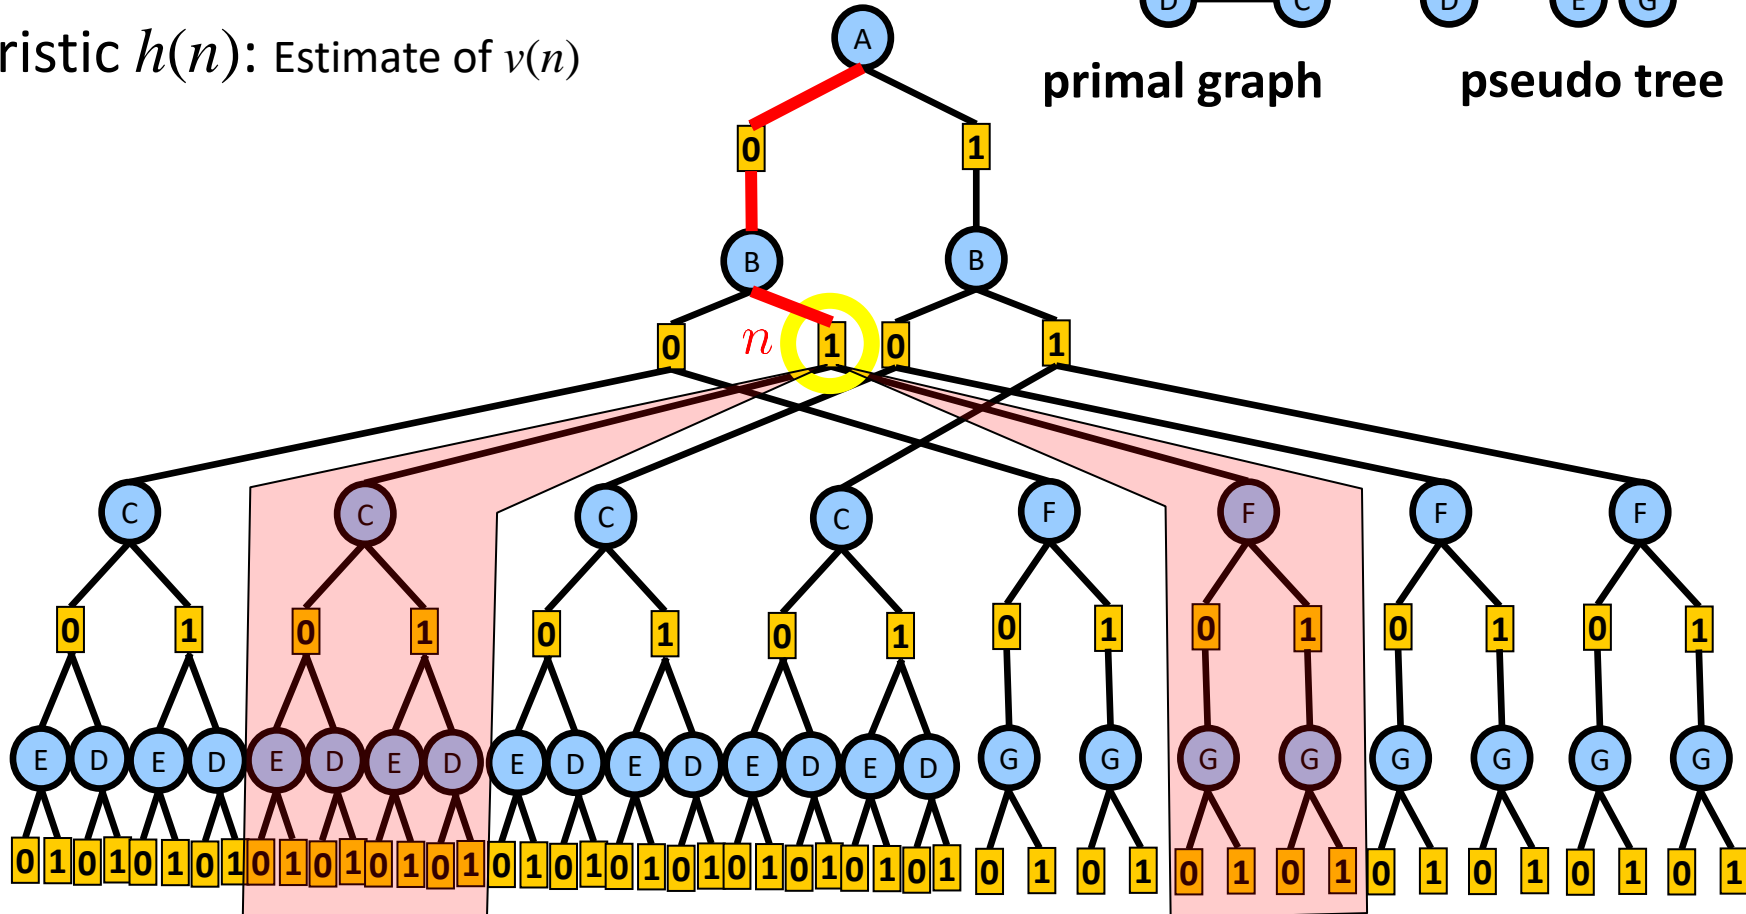 D C D E G
ristic h(n): Estimate of v(n)
primal graph pseudo tree
A
0 1
B B
0 n 1 0 1
C C C C F F F F
0 1 0 1 0 1 0 1 0 1 0 1 0 1 0 1
E D E D E D E D E D E D E D E D G G G G G G G G
0 1 0 1 0 1 0 1 0 1 0 1 0 1 0 1 0 1 0 1 0 1 0 1 0 1 0 1 0 1 0 1 0 1 0 1 0 1 0 1 0 1 0 1 0 1 0 1